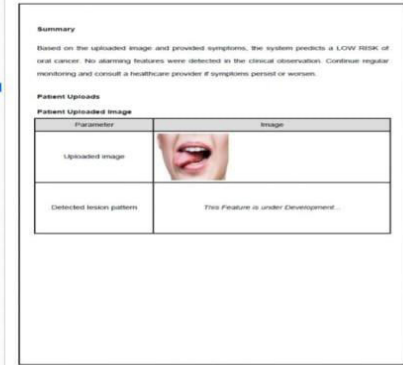 Summary
Based on the uploaded image and provided symptoms, the system predicts a LOW RISK of
oral cancer. No alarming features were detected in the clinical observation. Continue regular
monitoring and consult a healthcare provider if symptoms persist or worsen.
Patient Uploads
Patient Uploaded Image
Parameter Image
Uploaded image
Detected lesion pattern This Feature is under Development...